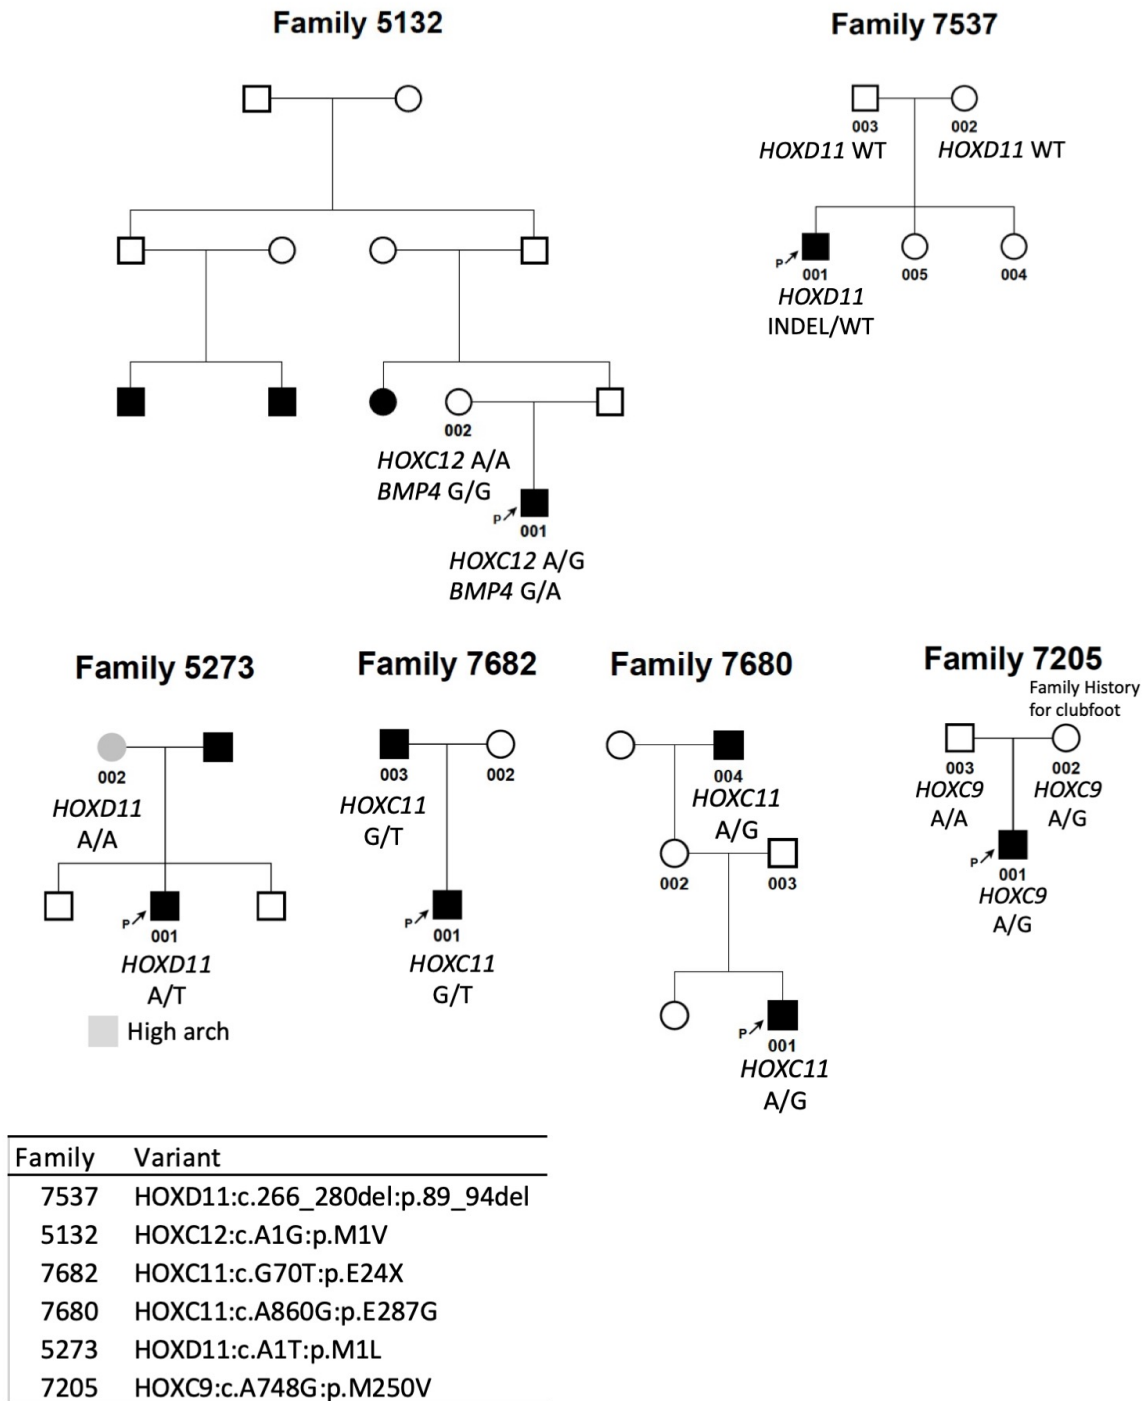 Family 5132
002
HOXC12 A/A
BMP4 G/G
P
001
HOXC12 A/G
BMP4 G/A
Family 7537
003
HOXD11 WT
002
HOXD11 WT
P
001
HOXD11
INDEL/WT
005
004
Family 5273
002
HOXD11
A/A
P
001
HOXD11
A/T
High arch
Family 7682
003
HOXC11
G/T
002
P
001
HOXC11
G/T
Family 7680
004
HOXC11
A/G
002
003
P
001
HOXC11
A/G
Family 7205
Family History
for clubfoot
003
HOXC9
A/A
002
HOXC9
A/G
P
001
HOXC9
A/G
Family Variant
7537 HOXD11:c.266_280del:p.89_94del
5132 HOXC12:c.A1G:p.M1V
7682 HOXC11:c.G70T:p.E24X
7680 HOXC11:c.A860G:p.E287G
5273 HOXD11:c.A1T:p.M1L
7205 HOXC9:c.A748G:p.M250V